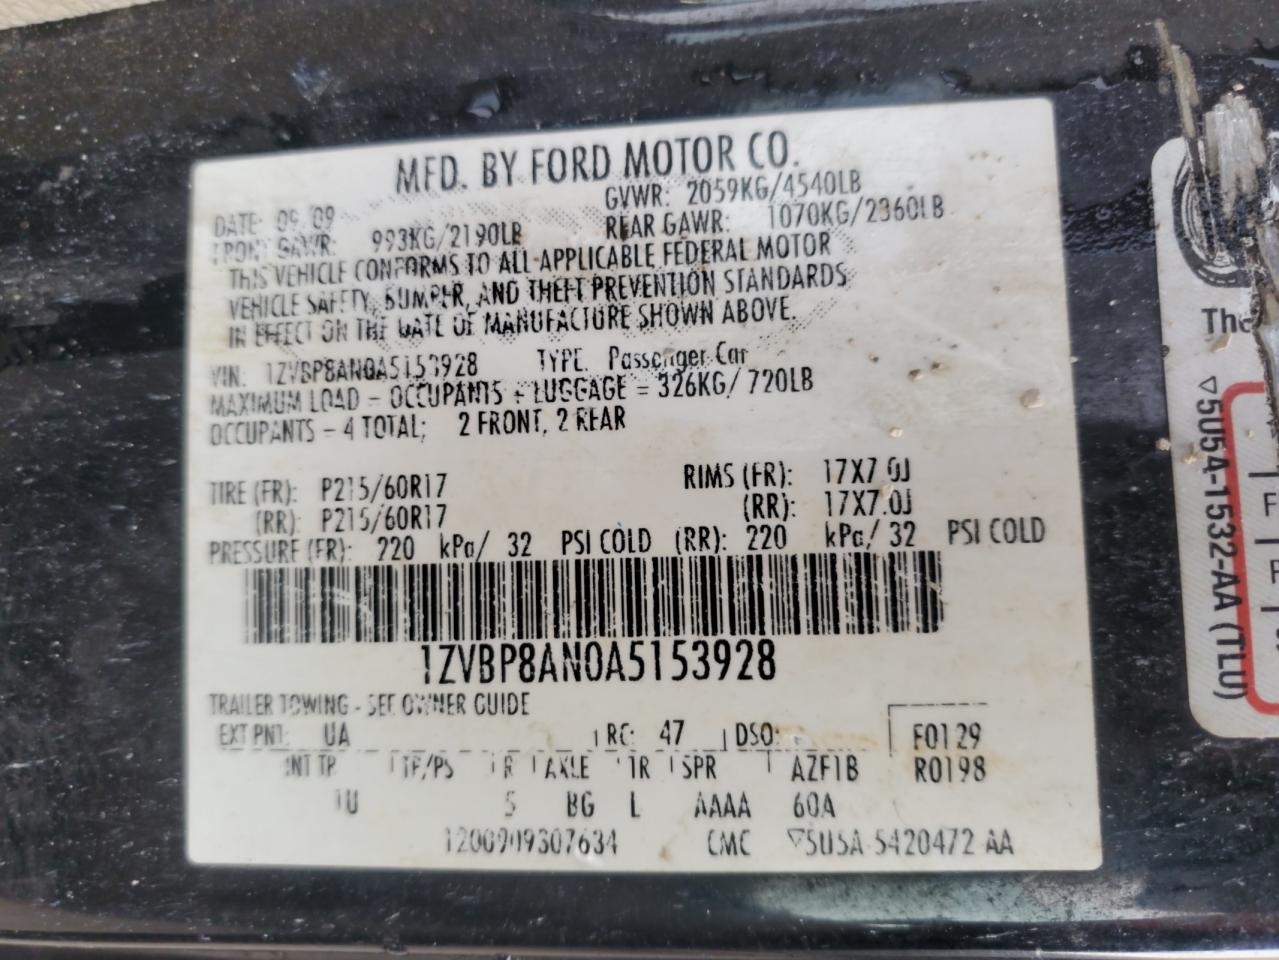 MFD. BY FORD MOTOR CO.
DATE: 09/09 GVWR: 2059KG/4540LB
FRONT GAWR: 993KG/2190LB REAR GAWR: 1070KG/2360LB
THIS VEHICLE CONFORMS TO ALL APPLICABLE FEDERAL MOTOR
VEHICLE SAFETY, BUMPER, AND THEFT PREVENTION STANDARDS
IN EFFECT ON THE DATE OF MANUFACTURE SHOWN ABOVE.
VIN: 1ZVBP8AN0A5153928 TYPE: Passenger Car
MAXIMUM LOAD = OCCUPANTS + LUGGAGE = 326KG/ 720LB
OCCUPANTS - 4 TOTAL; 2 FRONT, 2 REAR
TIRE (FR): P215/60R17 RIMS (FR): 17X7.0J
(RR): P215/60R17 (RR): 17X7.0J
PRESSURE (FR): 220 kPa/ 32 PSI COLD (RR): 220 kPa/ 32 PSI COLD
1ZVBP8AN0A5153928
TRAILER TOWING - SEE OWNER GUIDE
EXT PNT: UA RC: 47 DSO: F0129
INT TR TP/PS R AXLE TR SPR AZF1B R0198
1U 5 BG L AAAA 60A
1200909307634 CMC ▽5U5A-5420472-AA
The
▽5U5A-1532-AA (TLU)
F